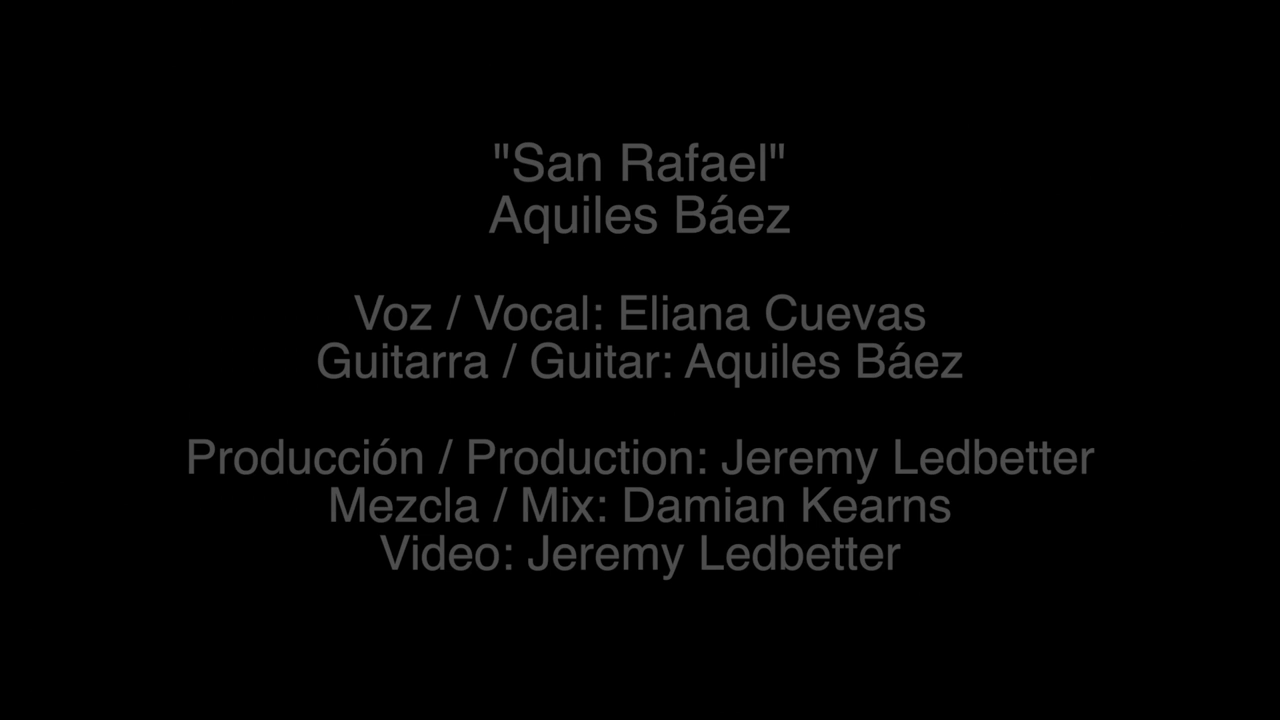 "San Rafael"
Aquiles Báez
Voz / Vocal: Eliana Cuevas
Guitarra / Guitar: Aquiles Báez
Producción / Production: Jeremy Ledbetter
Mezcla / Mix: Damian Kearns
Video: Jeremy Ledbetter